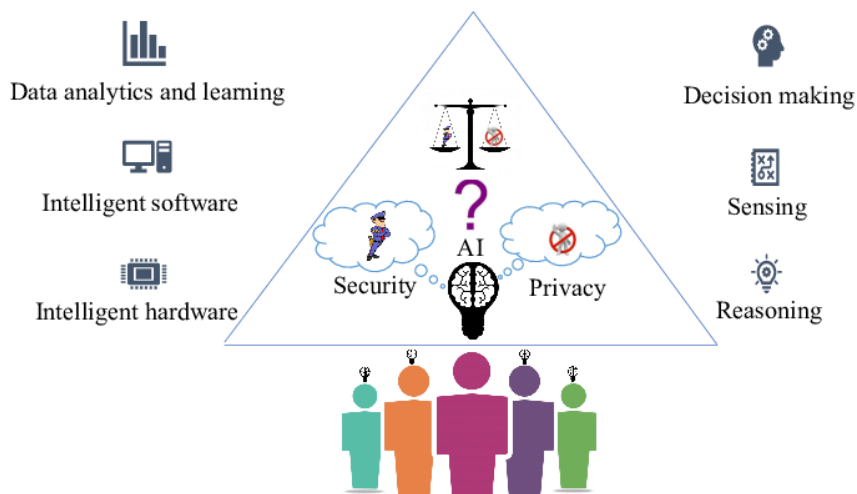 Data analytics and learning
Intelligent software
Intelligent hardware
?
AI
Security
Privacy
Decision making
Sensing
Reasoning